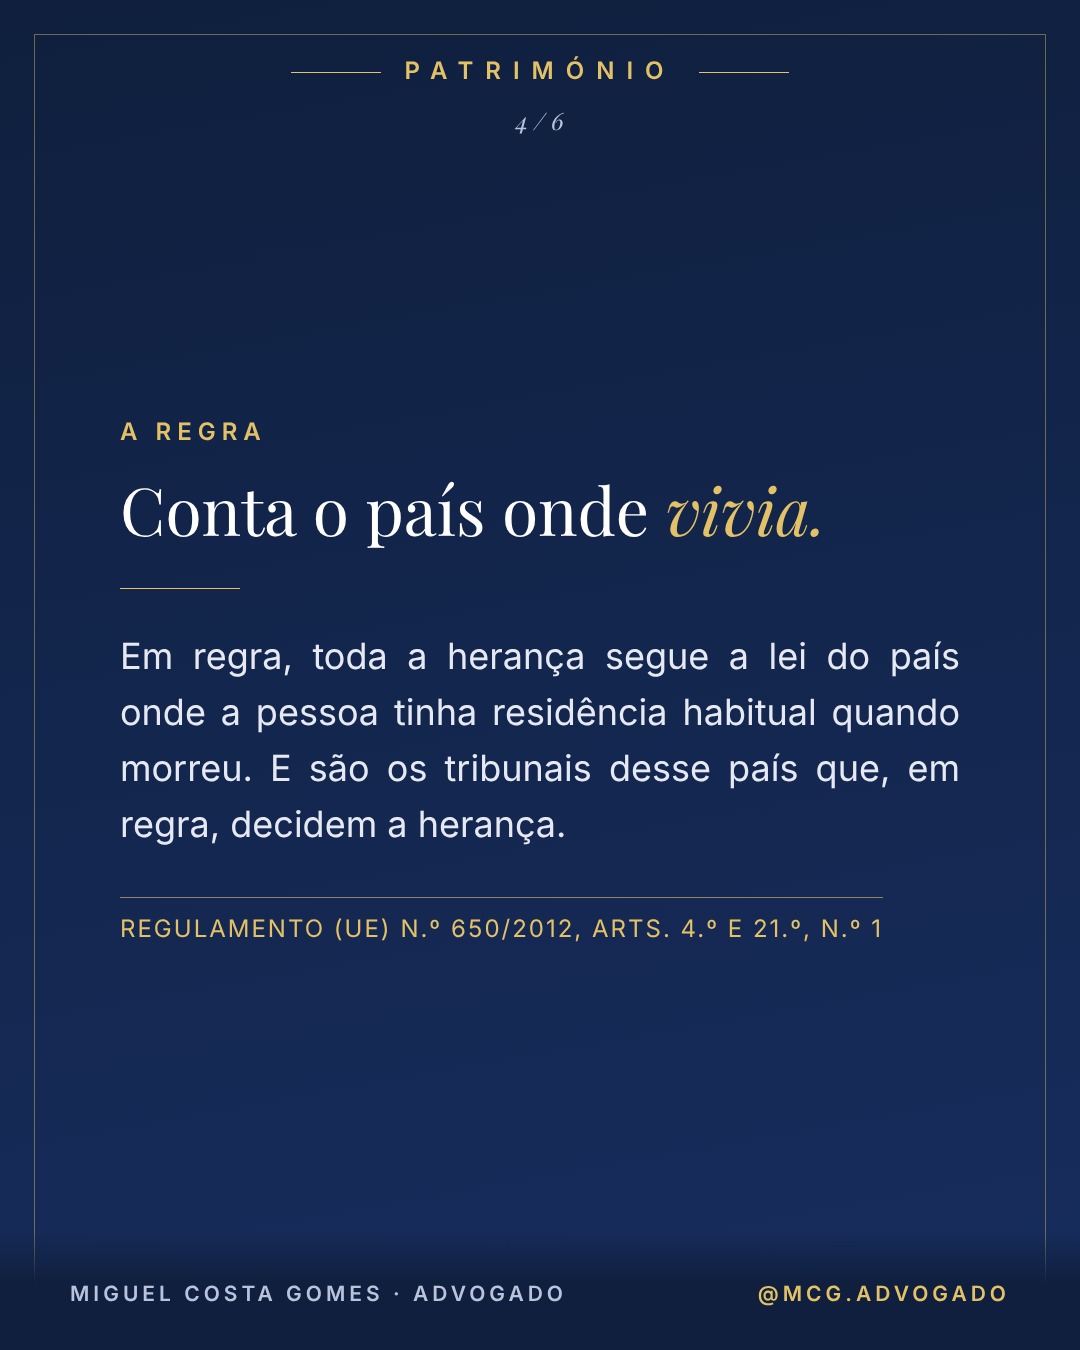 PATRIMÓNIO
4/6
A REGRA
Conta o país onde vivia.
Em regra, toda a herança segue a lei do país
onde a pessoa tinha residência habitual quando
morreu. E são os tribunais desse país que, em
regra, decidem a herança.
REGULAMENTO (UE) N.º 650/2012, ARTS. 4.º E 21.º, N.º 1
MIGUEL COSTA GOMES · ADVOGADO
@MCG.ADVOGADO